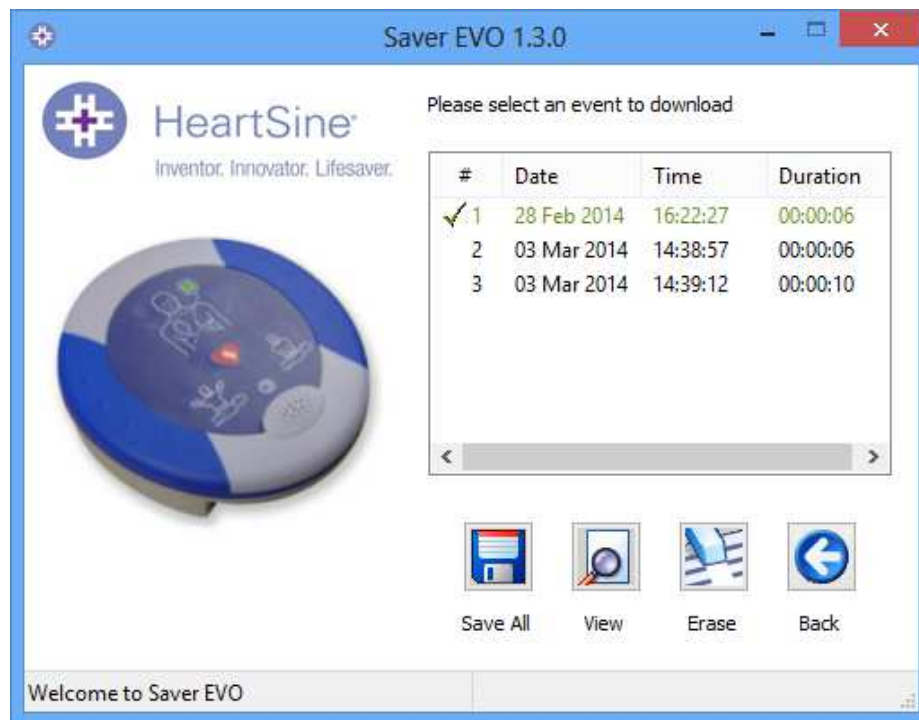 Saver EVO 1.3.0
HeartSine
Inventor. Innovator. Lifesaver.
Please select an event to download
# Date Time Duration
1 28 Feb 2014 16:22:27 00:00:06
2 03 Mar 2014 14:38:57 00:00:06
3 03 Mar 2014 14:39:12 00:00:10
Save All View Erase Back
Welcome to Saver EVO